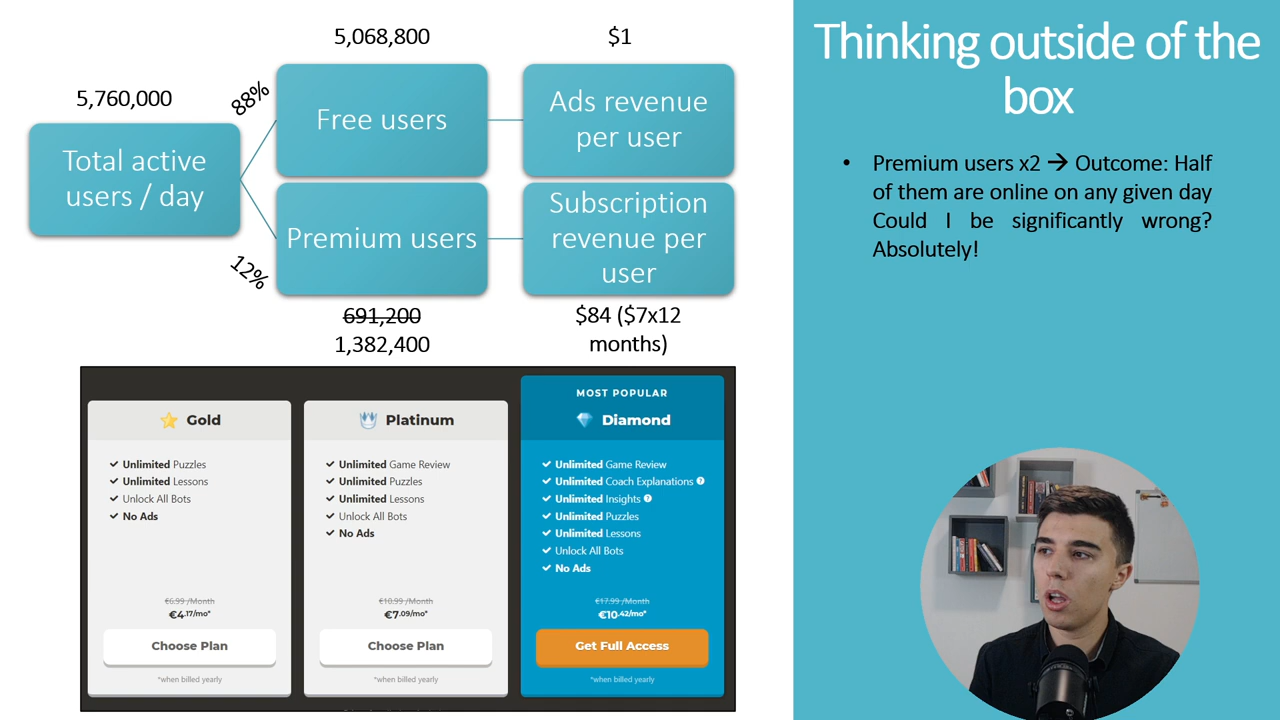 5,068,800
$1
5,760,000
88%
Free users
Ads revenue
per user
Total active
users / day
Premium users
Subscription
revenue per
user
12%
691,200
1,382,400
$84 ($7x12
months)
Gold
Unlimited Puzzles
Unlimited Lessons
Unlock All Bots
No Ads
€6.99 /Month
€4.17/mo*
Choose Plan
*when billed yearly
Platinum
Unlimited Game Review
Unlimited Puzzles
Unlimited Lessons
Unlock All Bots
No Ads
€10.99 /Month
€7.09/mo*
Choose Plan
*when billed yearly
MOST POPULAR
Diamond
Unlimited Game Review
Unlimited Coach Explanations ?
Unlimited Insights ?
Unlimited Puzzles
Unlimited Lessons
Unlock All Bots
No Ads
€17.99 /Month
€10.42/mo*
Get Full Access
*when billed yearly
Thinking outside of the
box
• Premium users x2 → Outcome: Half
of them are online on any given day
Could I be significantly wrong?
Absolutely!